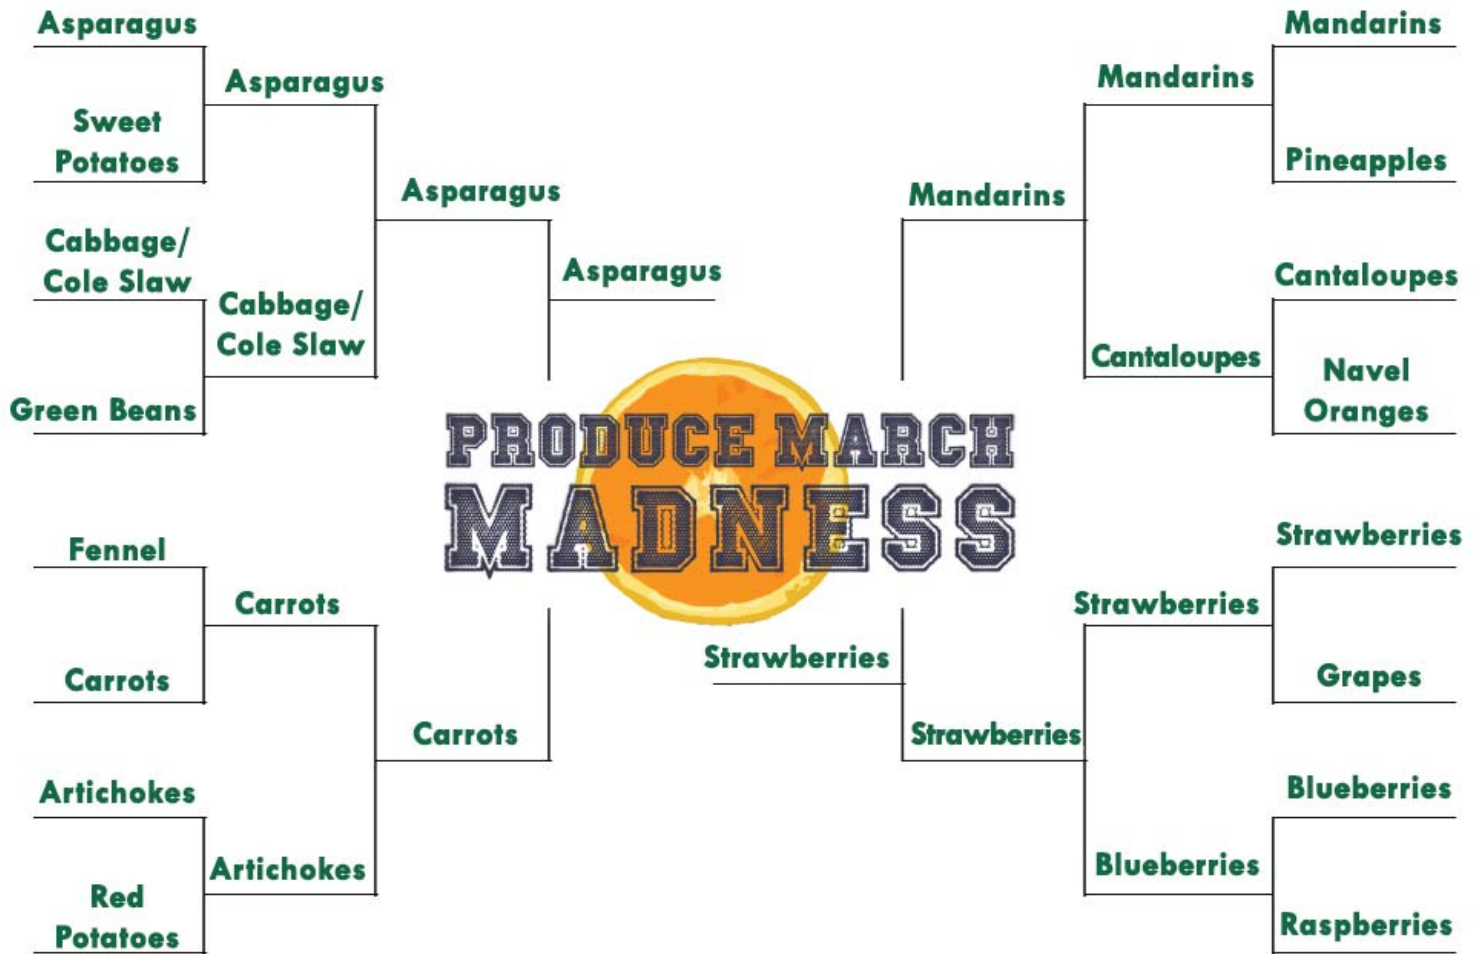 Asparagus
Sweet
Potatoes
Cabbage/
Cole Slaw
Green Beans
Fennel
Carrots
Artichokes
Red
Potatoes
Asparagus
Cabbage/
Cole Slaw
Carrots
Artichokes
Asparagus
Carrots
Asparagus
PRODUCE MARCH
MADNESS
Strawberries
Mandarins
Strawberries
Mandarins
Cantaloupes
Strawberries
Blueberries
Mandarins
Pineapples
Cantaloupes
Navel
Oranges
Strawberries
Grapes
Blueberries
Raspberries